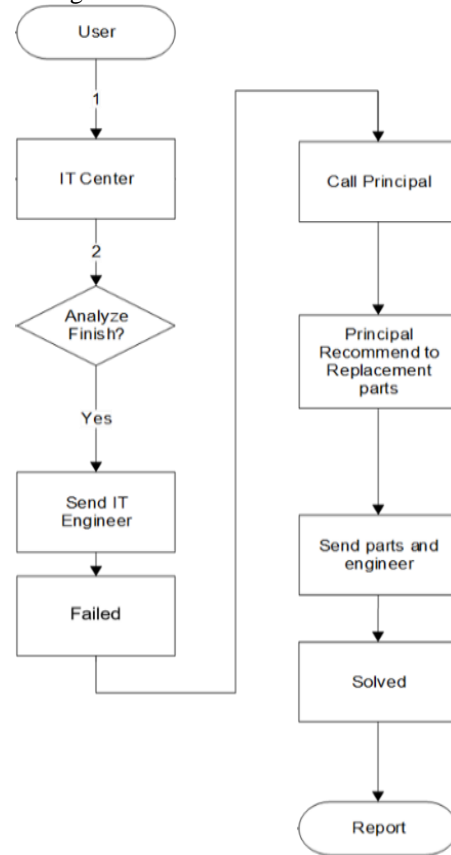 User
1
IT Center
2
Analyze
Finish?
Yes
Send IT
Engineer
Failed
Call Principal
Principal
Recommend to
Replacement
parts
Send parts and
engineer
Solved
Report